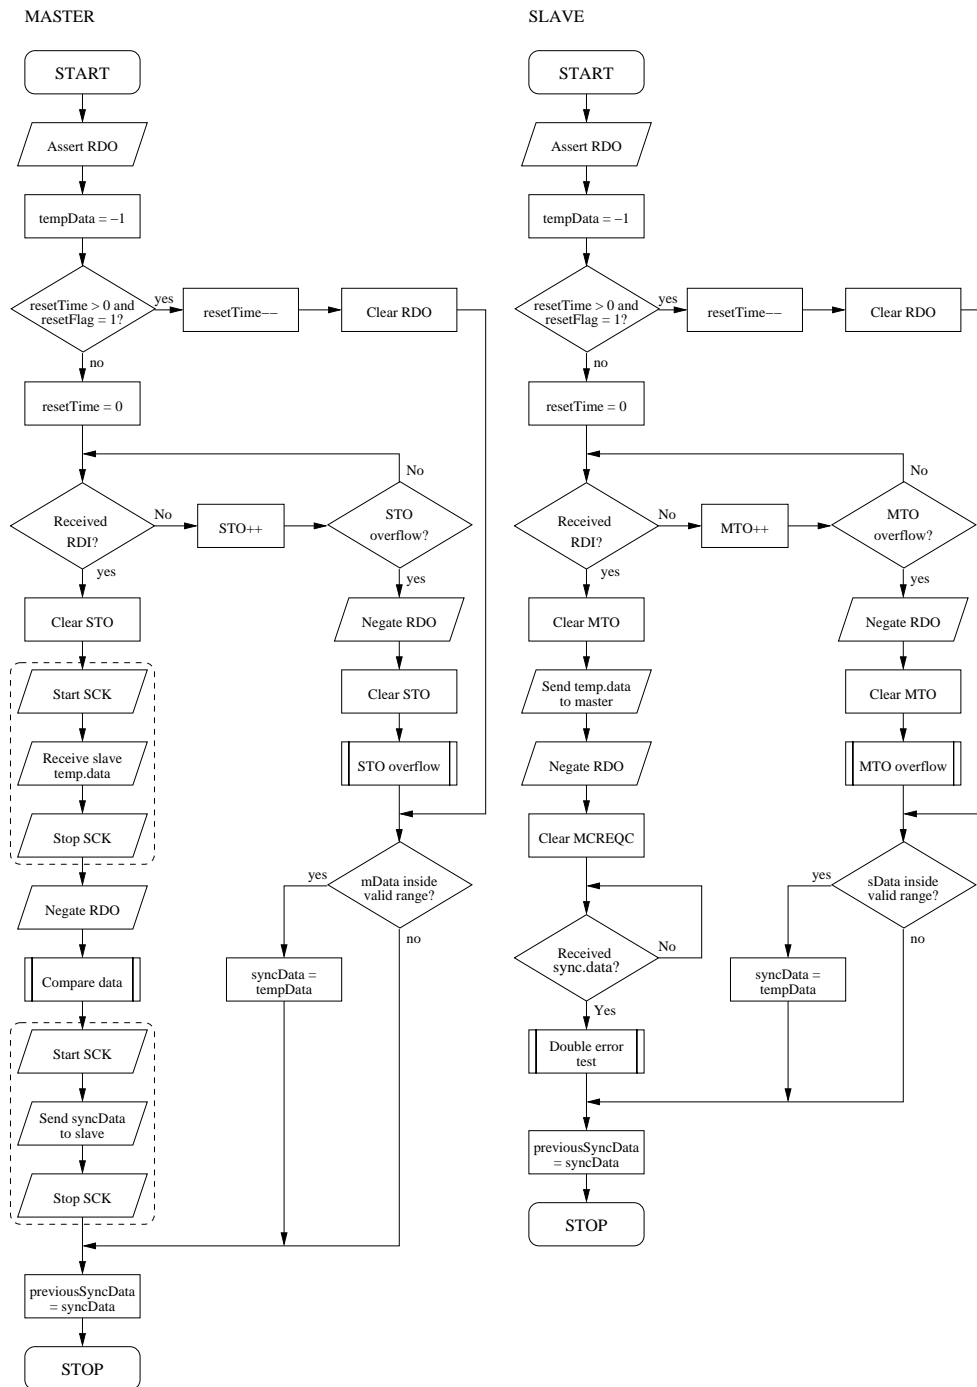 MASTER
START
Assert RDO
tempData = −1
resetTime > 0 and
resetFlag = 1?
yes
resetTime−−
Clear RDO
no
resetTime = 0
Received
RDI?
No
STO++
STO
overflow?
No
yes
yes
Clear STO
Negate RDO
Start SCK
Clear STO
Receive slave
temp.data
STO overflow
Stop SCK
mData inside
valid range?
yes
no
Negate RDO
syncData =
tempData
Compare data
Start SCK
Send syncData
to slave
Stop SCK
previousSyncData
= syncData
STOP
SLAVE
START
Assert RDO
tempData = −1
resetTime > 0 and
resetFlag = 1?
yes
resetTime−−
Clear RDO
no
resetTime = 0
Received
RDI?
No
MTO++
MTO
overflow?
No
yes
yes
Clear MTO
Negate RDO
Send temp.data
to master
Clear MTO
Negate RDO
MTO overflow
Clear MCREQC
sData inside
valid range?
yes
no
Received
sync.data?
No
Yes
syncData =
tempData
Double error
test
previousSyncData
= syncData
STOP